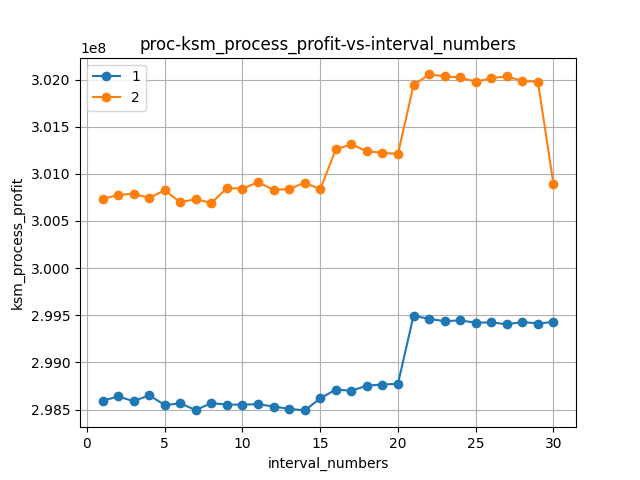 proc-ksm_process_profit-vs-interval_numbers
1e8
1
2
3.020
3.015
3.010
3.005
3.000
2.995
2.990
2.985
ksm_process_profit
0 5 10 15 20 25 30
interval_numbers